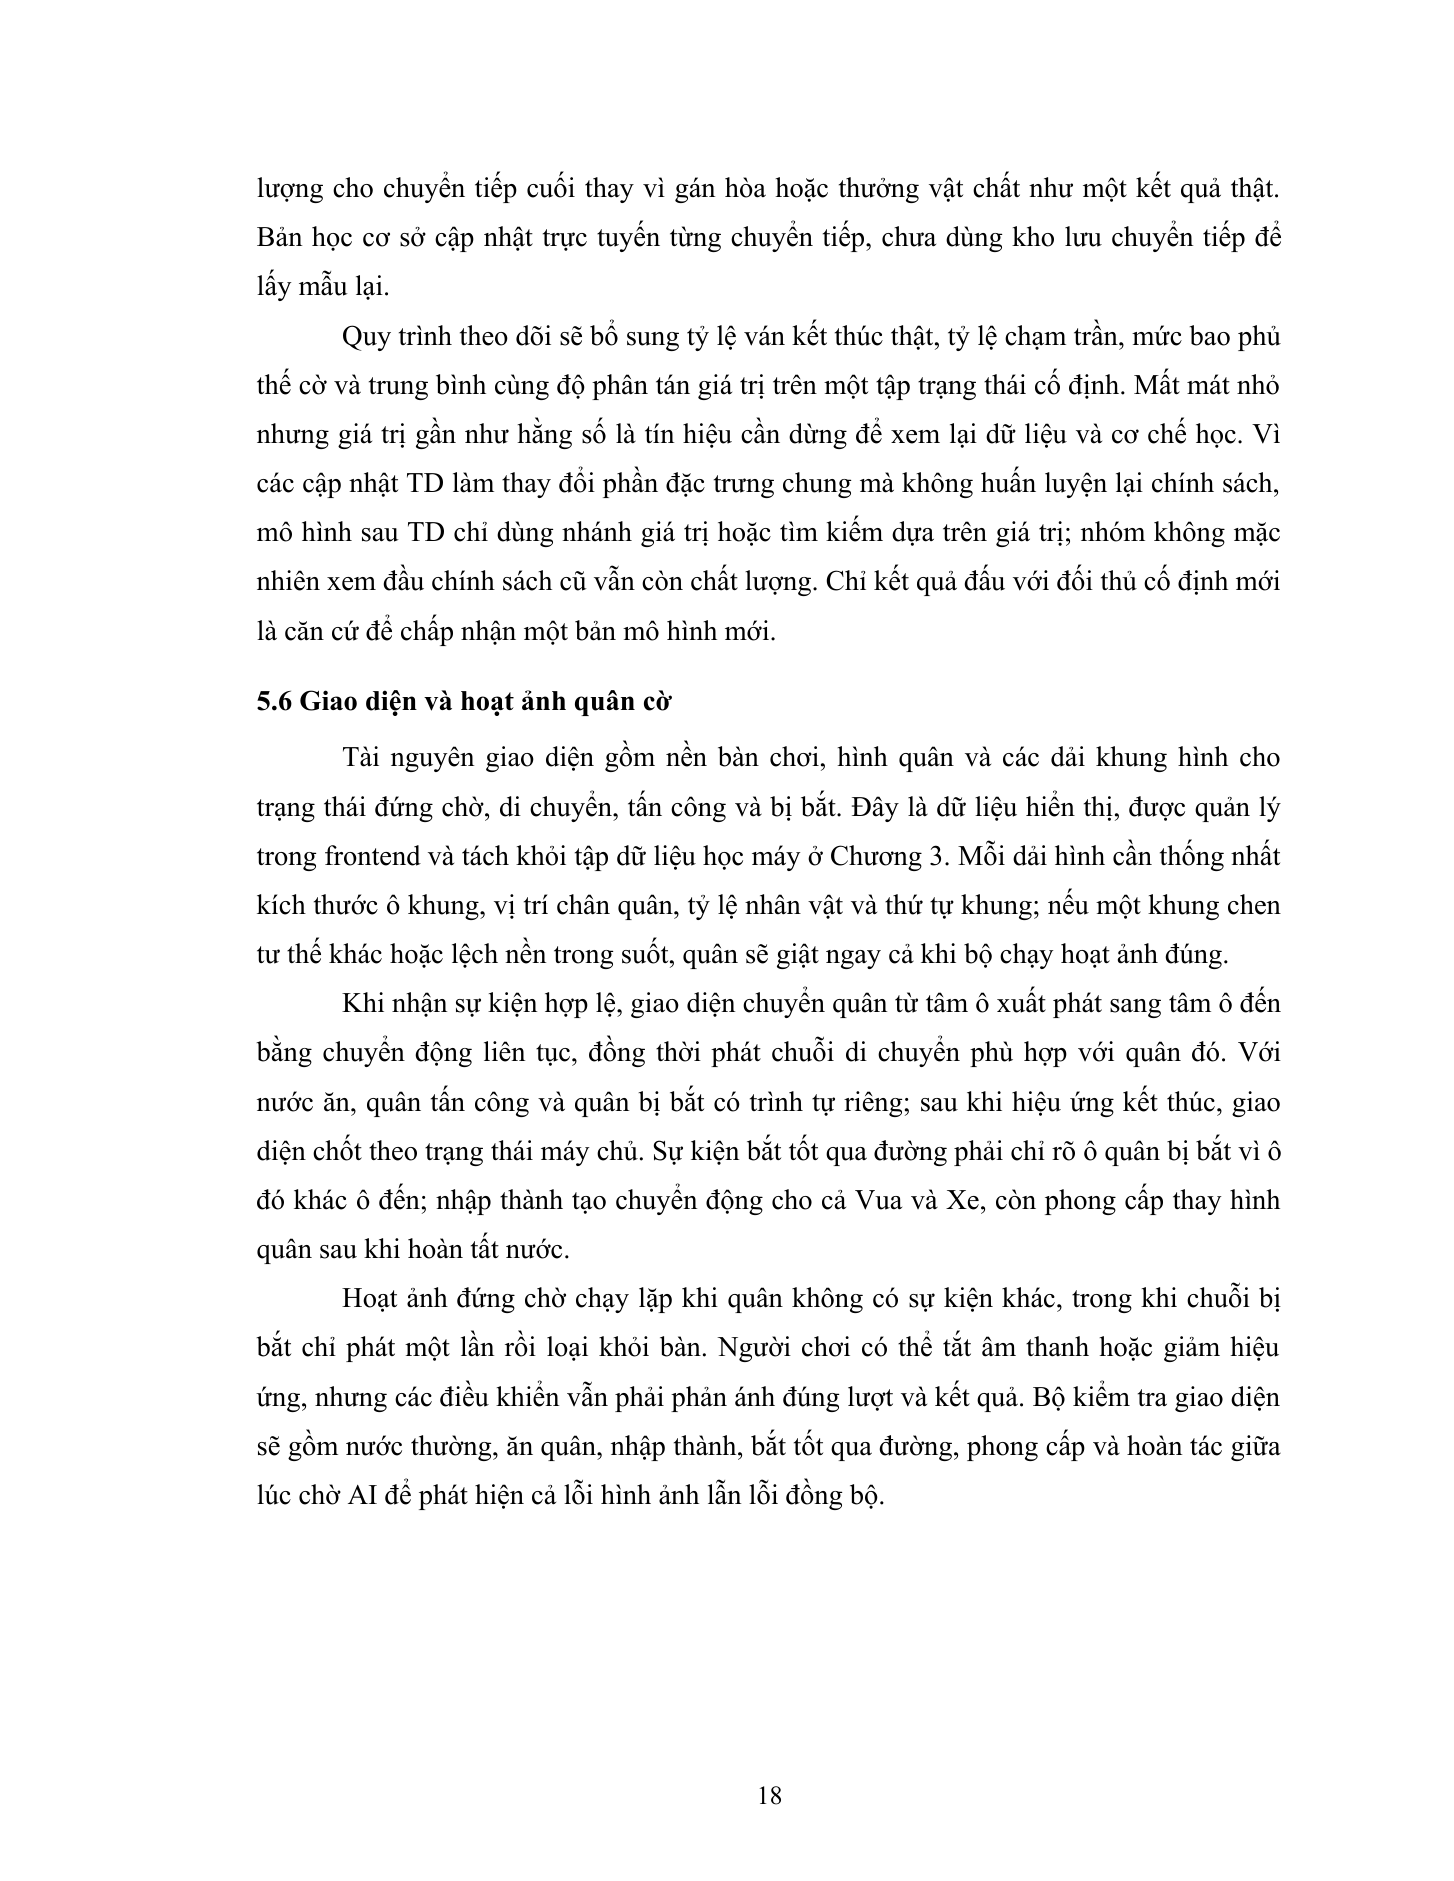 lượng cho chuyển tiếp cuối thay vì gán hòa hoặc thưởng vật chất như một kết quả thật.
Bản học cơ sở cập nhật trực tuyến từng chuyển tiếp, chưa dùng kho lưu chuyển tiếp để
lấy mẫu lại.
Quy trình theo dõi sẽ bổ sung tỷ lệ ván kết thúc thật, tỷ lệ chạm trần, mức bao phủ
thế cờ và trung bình cùng độ phân tán giá trị trên một tập trạng thái cố định. Mất mát nhỏ
nhưng giá trị gần như hằng số là tín hiệu cần dừng để xem lại dữ liệu và cơ chế học. Vì
các cập nhật TD làm thay đổi phần đặc trưng chung mà không huấn luyện lại chính sách,
mô hình sau TD chỉ dùng nhánh giá trị hoặc tìm kiếm dựa trên giá trị; nhóm không mặc
nhiên xem đầu chính sách cũ vẫn còn chất lượng. Chỉ kết quả đấu với đối thủ cố định mới
là căn cứ để chấp nhận một bản mô hình mới.
5.6 Giao diện và hoạt ảnh quân cờ
Tài nguyên giao diện gồm nền bàn chơi, hình quân và các dải khung hình cho
trạng thái đứng chờ, di chuyển, tấn công và bị bắt. Đây là dữ liệu hiển thị, được quản lý
trong frontend và tách khỏi tập dữ liệu học máy ở Chương 3. Mỗi dải hình cần thống nhất
kích thước ô khung, vị trí chân quân, tỷ lệ nhân vật và thứ tự khung; nếu một khung chen
tư thế khác hoặc lệch nền trong suốt, quân sẽ giật ngay cả khi bộ chạy hoạt ảnh đúng.
Khi nhận sự kiện hợp lệ, giao diện chuyển quân từ tâm ô xuất phát sang tâm ô đến
bằng chuyển động liên tục, đồng thời phát chuỗi di chuyển phù hợp với quân đó. Với
nước ăn, quân tấn công và quân bị bắt có trình tự riêng; sau khi hiệu ứng kết thúc, giao
diện chốt theo trạng thái máy chủ. Sự kiện bắt tốt qua đường phải chỉ rõ ô quân bị bắt vì ô
đó khác ô đến; nhập thành tạo chuyển động cho cả Vua và Xe, còn phong cấp thay hình
quân sau khi hoàn tất nước.
Hoạt ảnh đứng chờ chạy lặp khi quân không có sự kiện khác, trong khi chuỗi bị
bắt chỉ phát một lần rồi loại khỏi bàn. Người chơi có thể tắt âm thanh hoặc giảm hiệu
ứng, nhưng các điều khiển vẫn phải phản ánh đúng lượt và kết quả. Bộ kiểm tra giao diện
sẽ gồm nước thường, ăn quân, nhập thành, bắt tốt qua đường, phong cấp và hoàn tác giữa
lúc chờ AI để phát hiện cả lỗi hình ảnh lẫn lỗi đồng bộ.
18